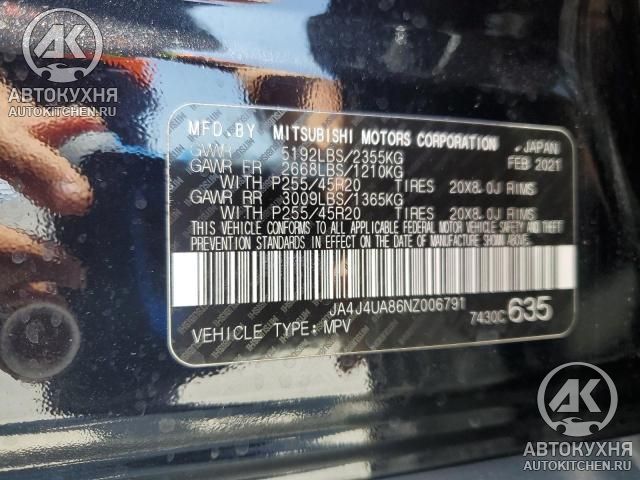 АК
АВТОКУХНЯ
AUTOKITCHEN.RU
MFD.BY MITSUBISHI MOTORS CORPORATION JAPAN
GVWR 5192LBS/2355KG FEB 2021
GAWR FR 2668LBS/1210KG
WITH P255/45R20 TIRES 20X8.0J RIMS
GAWR RR 3009LBS/1365KG
WITH P255/45R20 TIRES 20X8.0J RIMS
THIS VEHICLE CONFORMS TO ALL APPLICABLE FEDERAL MOTOR VEHICLE SAFETY AND THEFT
PREVENTION STANDARDS IN EFFECT ON THE DATE OF MANUFACTURE SHOWN ABOVE.
JA4J4UA86NZ006791 7430C 635
VEHICLE TYPE: MPV
АК
АВТОКУХНЯ
AUTOKITCHEN.RU